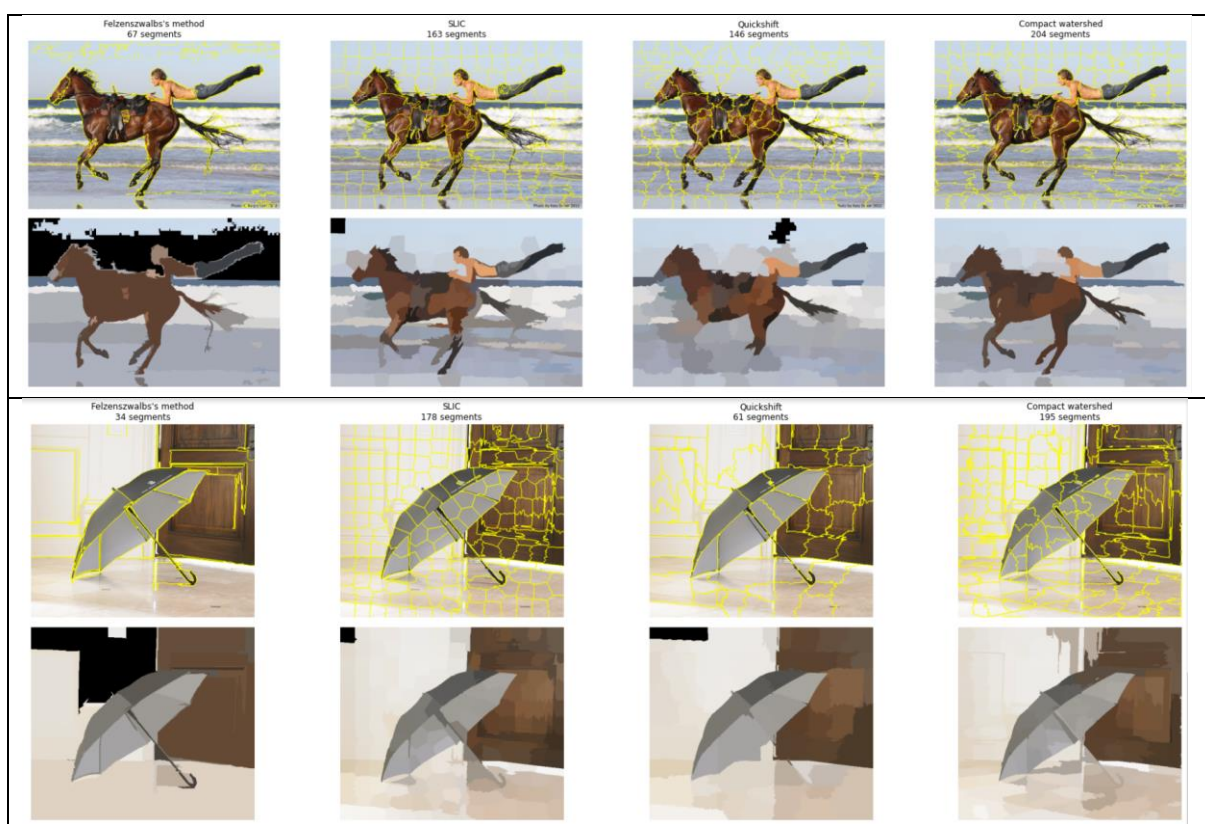 Felzenszwalbs's method
67 segments
SLIC
163 segments
Quickshift
146 segments
Compact watershed
204 segments
Felzenszwalbs's method
34 segments
SLIC
178 segments
Quickshift
61 segments
Compact watershed
195 segments